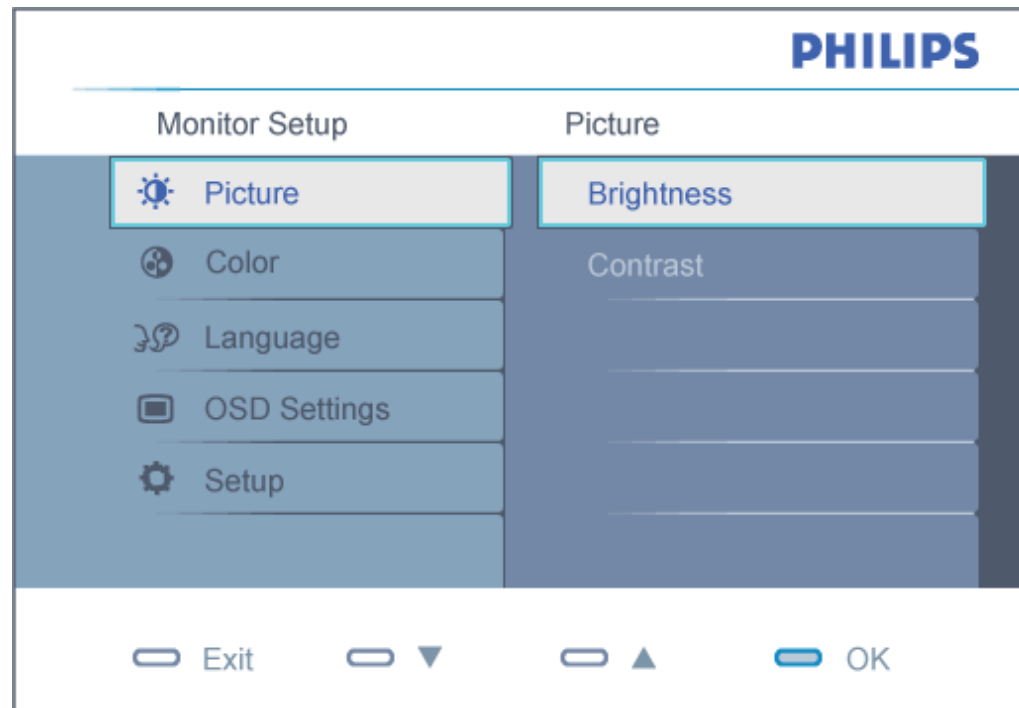 PHILIPS
Monitor Setup
Picture
Picture
Brightness
Color
Contrast
Language
OSD Settings
Setup
Exit ▼ ▲ OK